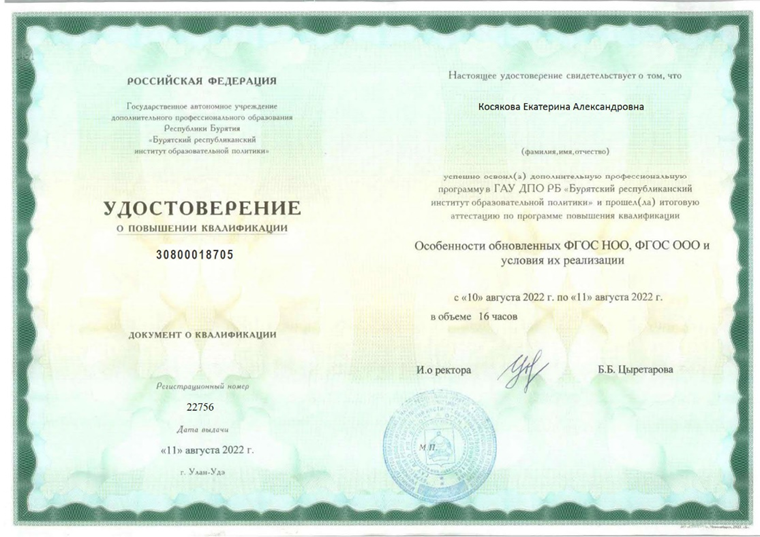 РОССИЙСКАЯ ФЕДЕРАЦИЯ
Государственное автономное учреждение
дополнительного профессионального образования
Республики Бурятия
«Бурятский республиканский
институт образовательной политики»
УДОСТОВЕРЕНИЕ
О ПОВЫШЕНИИ КВАЛИФИКАЦИИ
30800018705
ДОКУМЕНТ О КВАЛИФИКАЦИИ
Регистрационный номер
22756
Дата выдачи
«11» августа 2022 г.
г. Улан-Удэ
Настоящее удостоверение свидетельствует о том, что
Косякова Екатерина Александровна
(фамилия,имя,отчество)
успешно освоил(а) дополнительную профессиональную
программу в ГАУ ДПО РБ «Бурятский республиканский
институт образовательной политики» и прошел(ла) итоговую
аттестацию по программе повышения квалификации
Особенности обновленных ФГОС НОО, ФГОС ООО и
условия их реализации
с «10» августа 2022 г. по «11» августа 2022 г.
в объеме 16 часов
И.о ректора
Б.Б. Цыретарова
М.П.